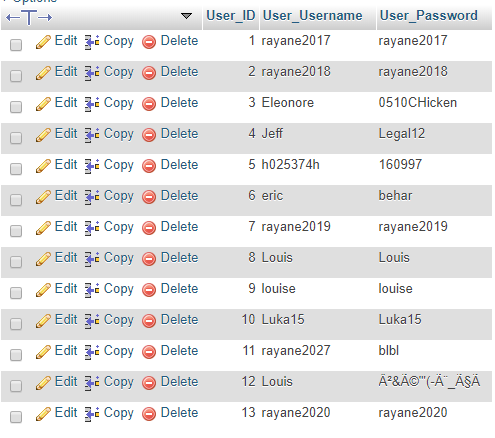 User_ID User_Username User_Password
Edit Copy Delete 1 rayane2017 rayane2017
Edit Copy Delete 2 rayane2018 rayane2018
Edit Copy Delete 3 Eleonore 0510CHicken
Edit Copy Delete 4 Jeff Legal12
Edit Copy Delete 5 h025374h 160997
Edit Copy Delete 6 eric behar
Edit Copy Delete 7 rayane2019 rayane2019
Edit Copy Delete 8 Louis Louis
Edit Copy Delete 9 louise louise
Edit Copy Delete 10 Luka15 Luka15
Edit Copy Delete 11 rayane2027 blbl
Edit Copy Delete 12 Louis
Edit Copy Delete 13 rayane2020 rayane2020